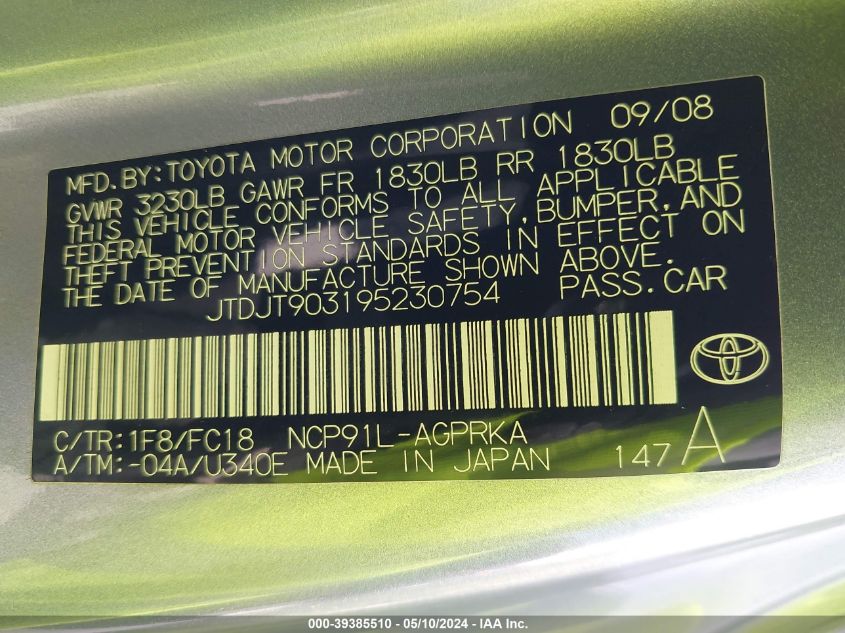 MFD.BY:TOYOTA MOTOR CORPORATION 09/08
GVWR 3230LB GAWR FR 1830LB RR 1830LB
THIS VEHICLE CONFORMS TO ALL APPLICABLE
FEDERAL MOTOR VEHICLE SAFETY,BUMPER,AND
THEFT PREVENTION STANDARDS IN EFFECT ON
THE DATE OF MANUFACTURE SHOWN ABOVE.
JTDJT903195230754 PASS.CAR
C/TR:1F8/FC18 NCP91L-AGPRKA
A/TM:-04A/U340E MADE IN JAPAN 147 A
000-39385510 - 05/10/2024 - IAA Inc.